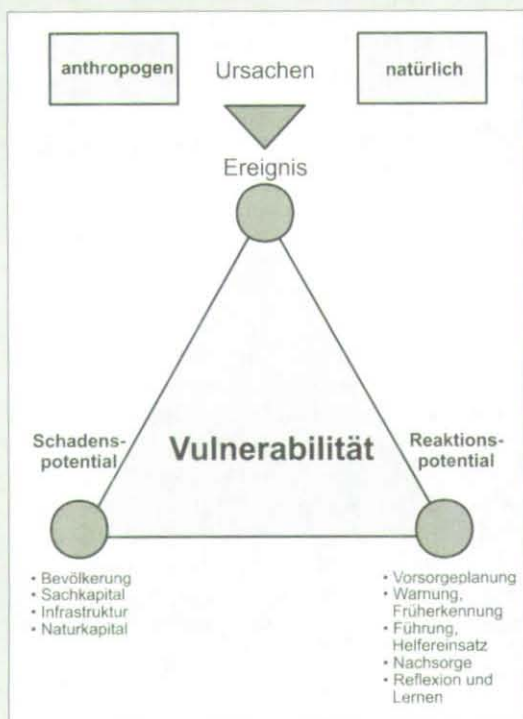 anthropogen
Ursachen
natürlich
Ereignis
Schadens-
potential
Vulnerabilität
Reaktions-
potential
• Bevölkerung
• Sachkapital
• Infrastruktur
• Naturkapital
• Vorsorgeplanung
• Warnung,
Früherkennung
• Führung,
Helfereinsatz
• Nachsorge
• Reflexion und
Lernen